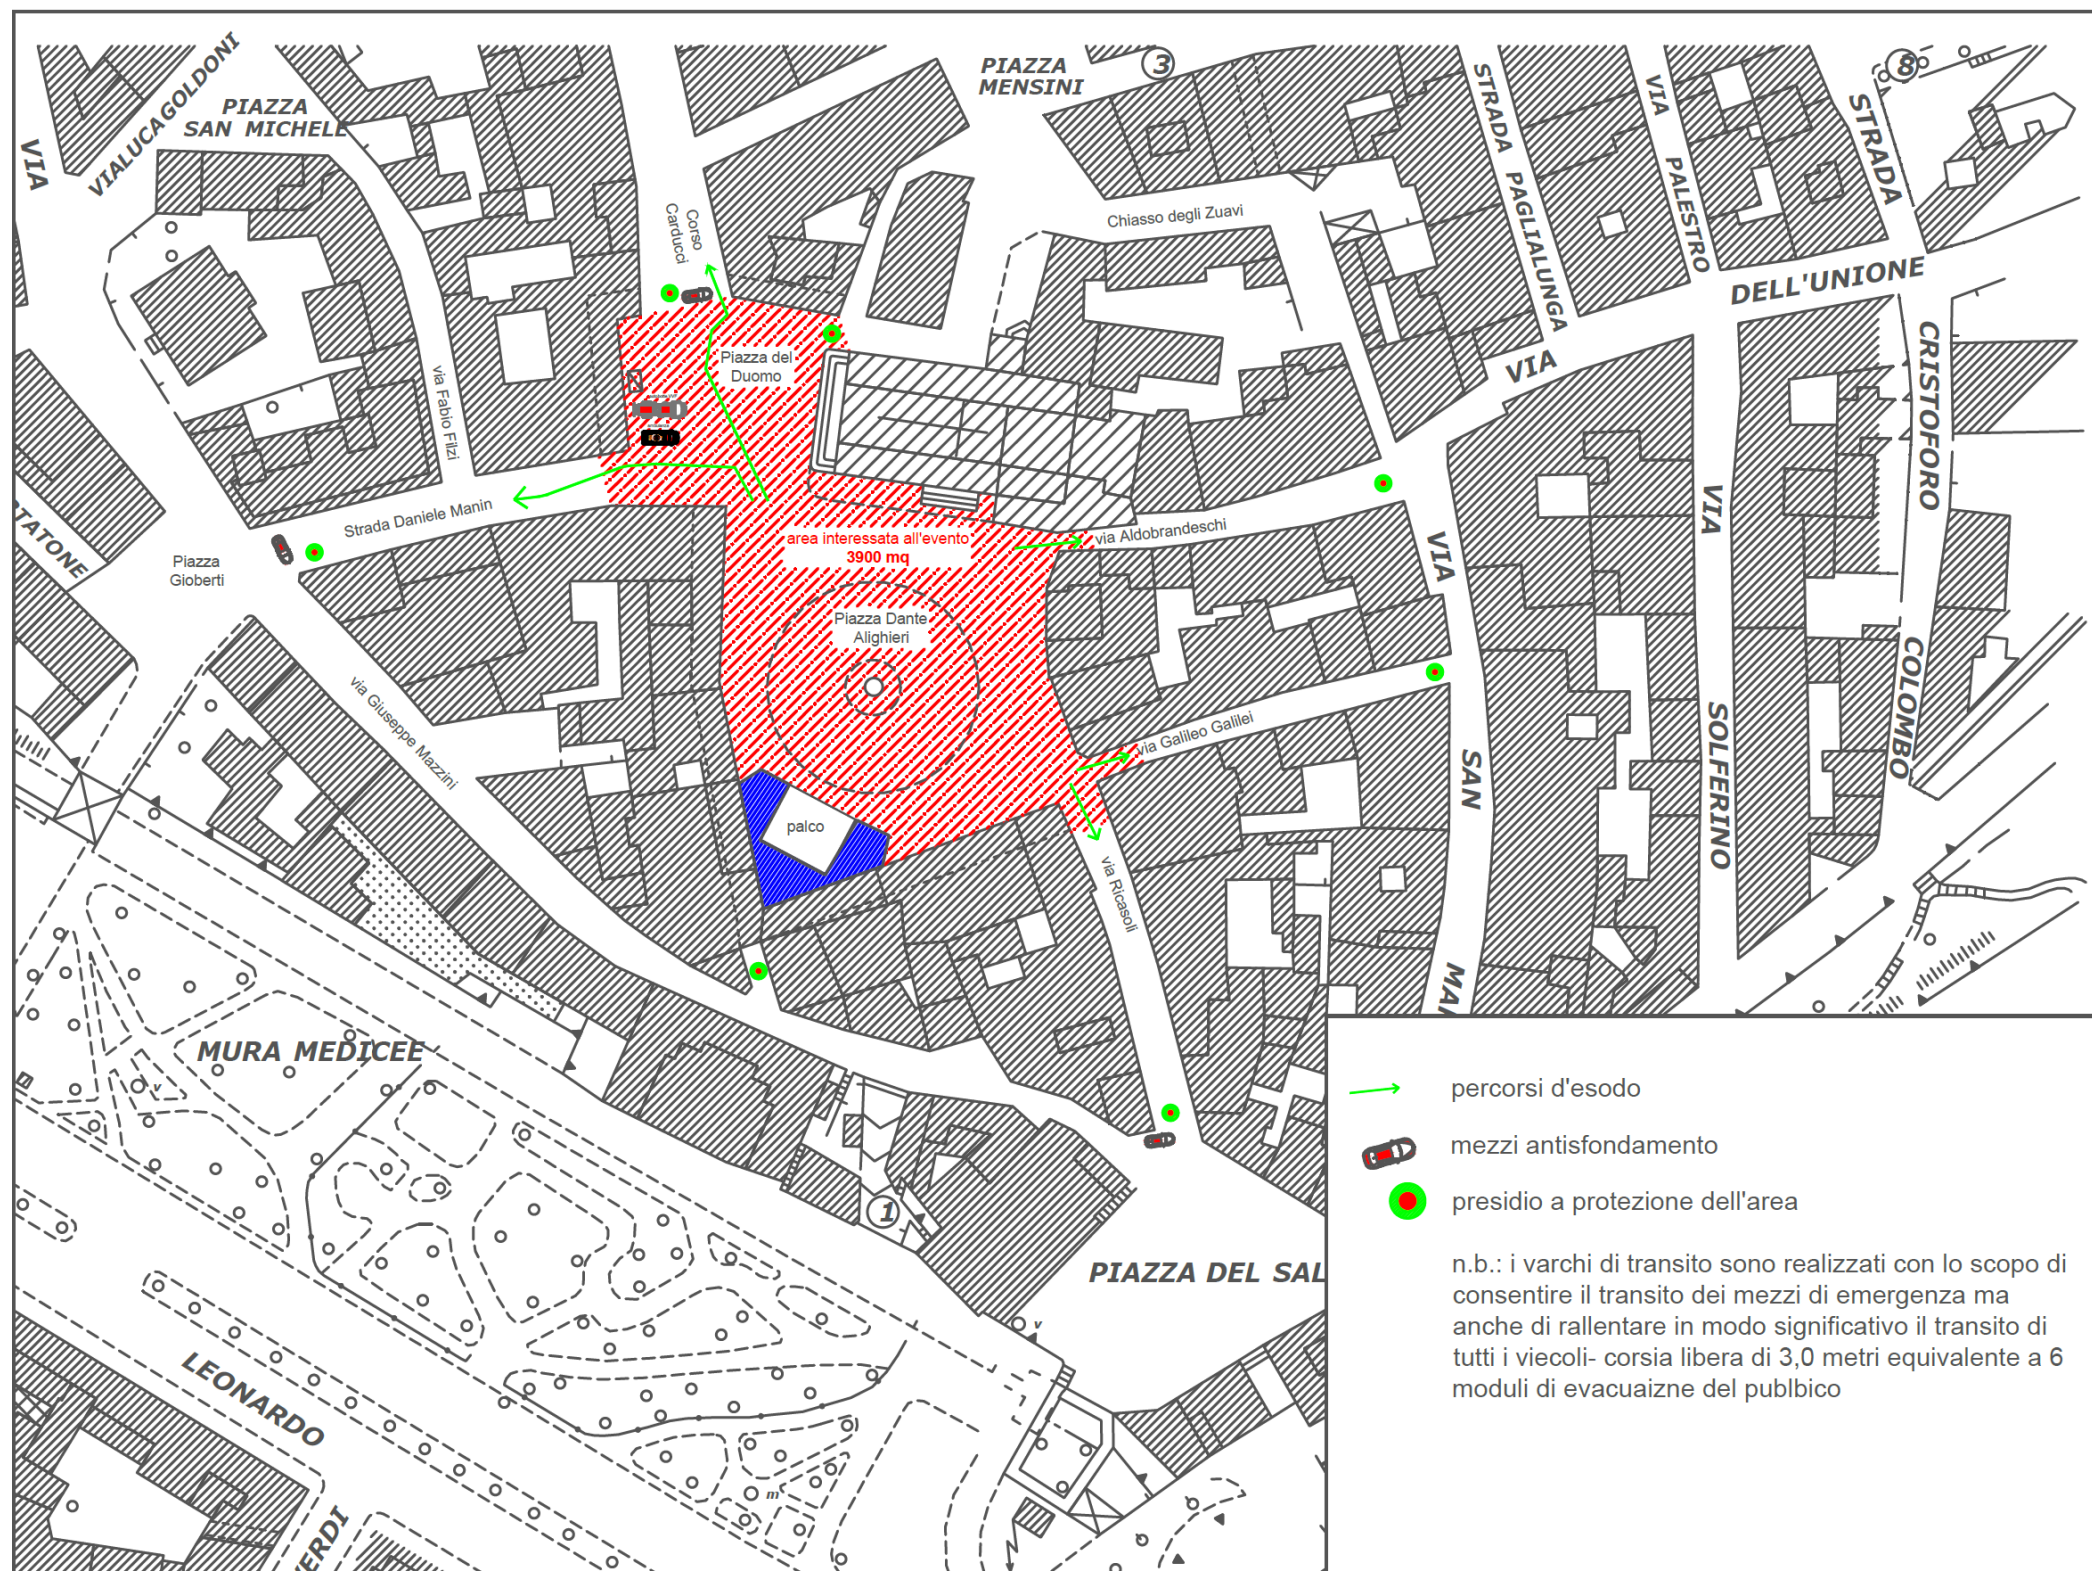 PIAZZA
MENSINI
3
8
VIA LUCA GOLDONI
PIAZZA
SAN MICHELE
VIA
STRADA PAGLIALUNGA
VIA PALESTRO
STRADA
CRISTOFORO
COLOMBO
Corso
Carducci
Chiasso degli Zuavi
VIA
DELL'UNIONE
Piazza del
Duomo
via Fabio Filzi
Strada Daniele Manin
area interessata all'evento
3900 mq
via Aldobrandeschi
Piazza
Gioberti
TATONE
Piazza Dante
Alighieri
VIA
SAN
MAR
VIA
SOLFERINO
via Giuseppe Mazzini
via Galileo Galilei
palco
via Ricasoli
MURA MEDICEE
v
1
PIAZZA DEL SAL
v
LEONARDO
m
VERDI
percorsi d'esodo
mezzi antisfondamento
presidio a protezione dell'area
n.b.: i varchi di transito sono realizzati con lo scopo di
consentire il transito dei mezzi di emergenza ma
anche di rallentare in modo significativo il transito di
tutti i viecoli- corsia libera di 3,0 metri equivalente a 6
moduli di evacuaizne del publbico